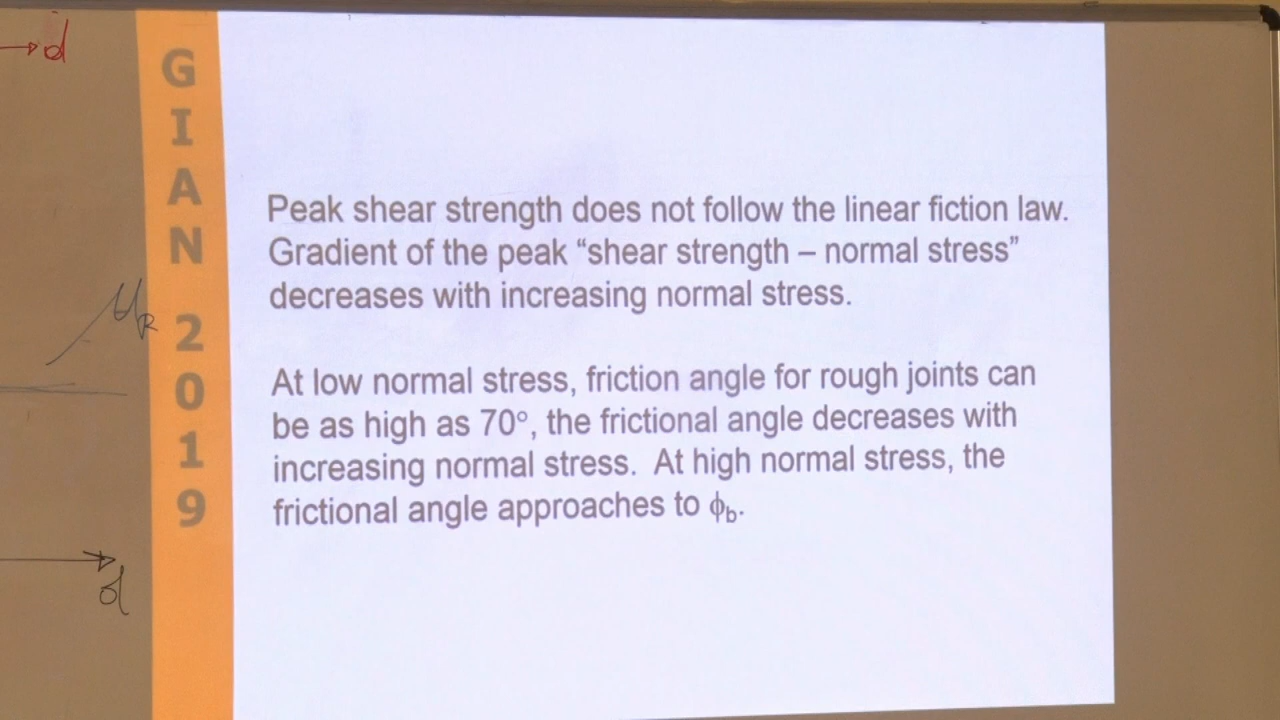 d
G
I
A
N
2
0
1
9
Peak shear strength does not follow the linear fiction law.
Gradient of the peak “shear strength – normal stress”
decreases with increasing normal stress.
At low normal stress, friction angle for rough joints can
be as high as 70°, the frictional angle decreases with
increasing normal stress. At high normal stress, the
frictional angle approaches to ϕb.
d